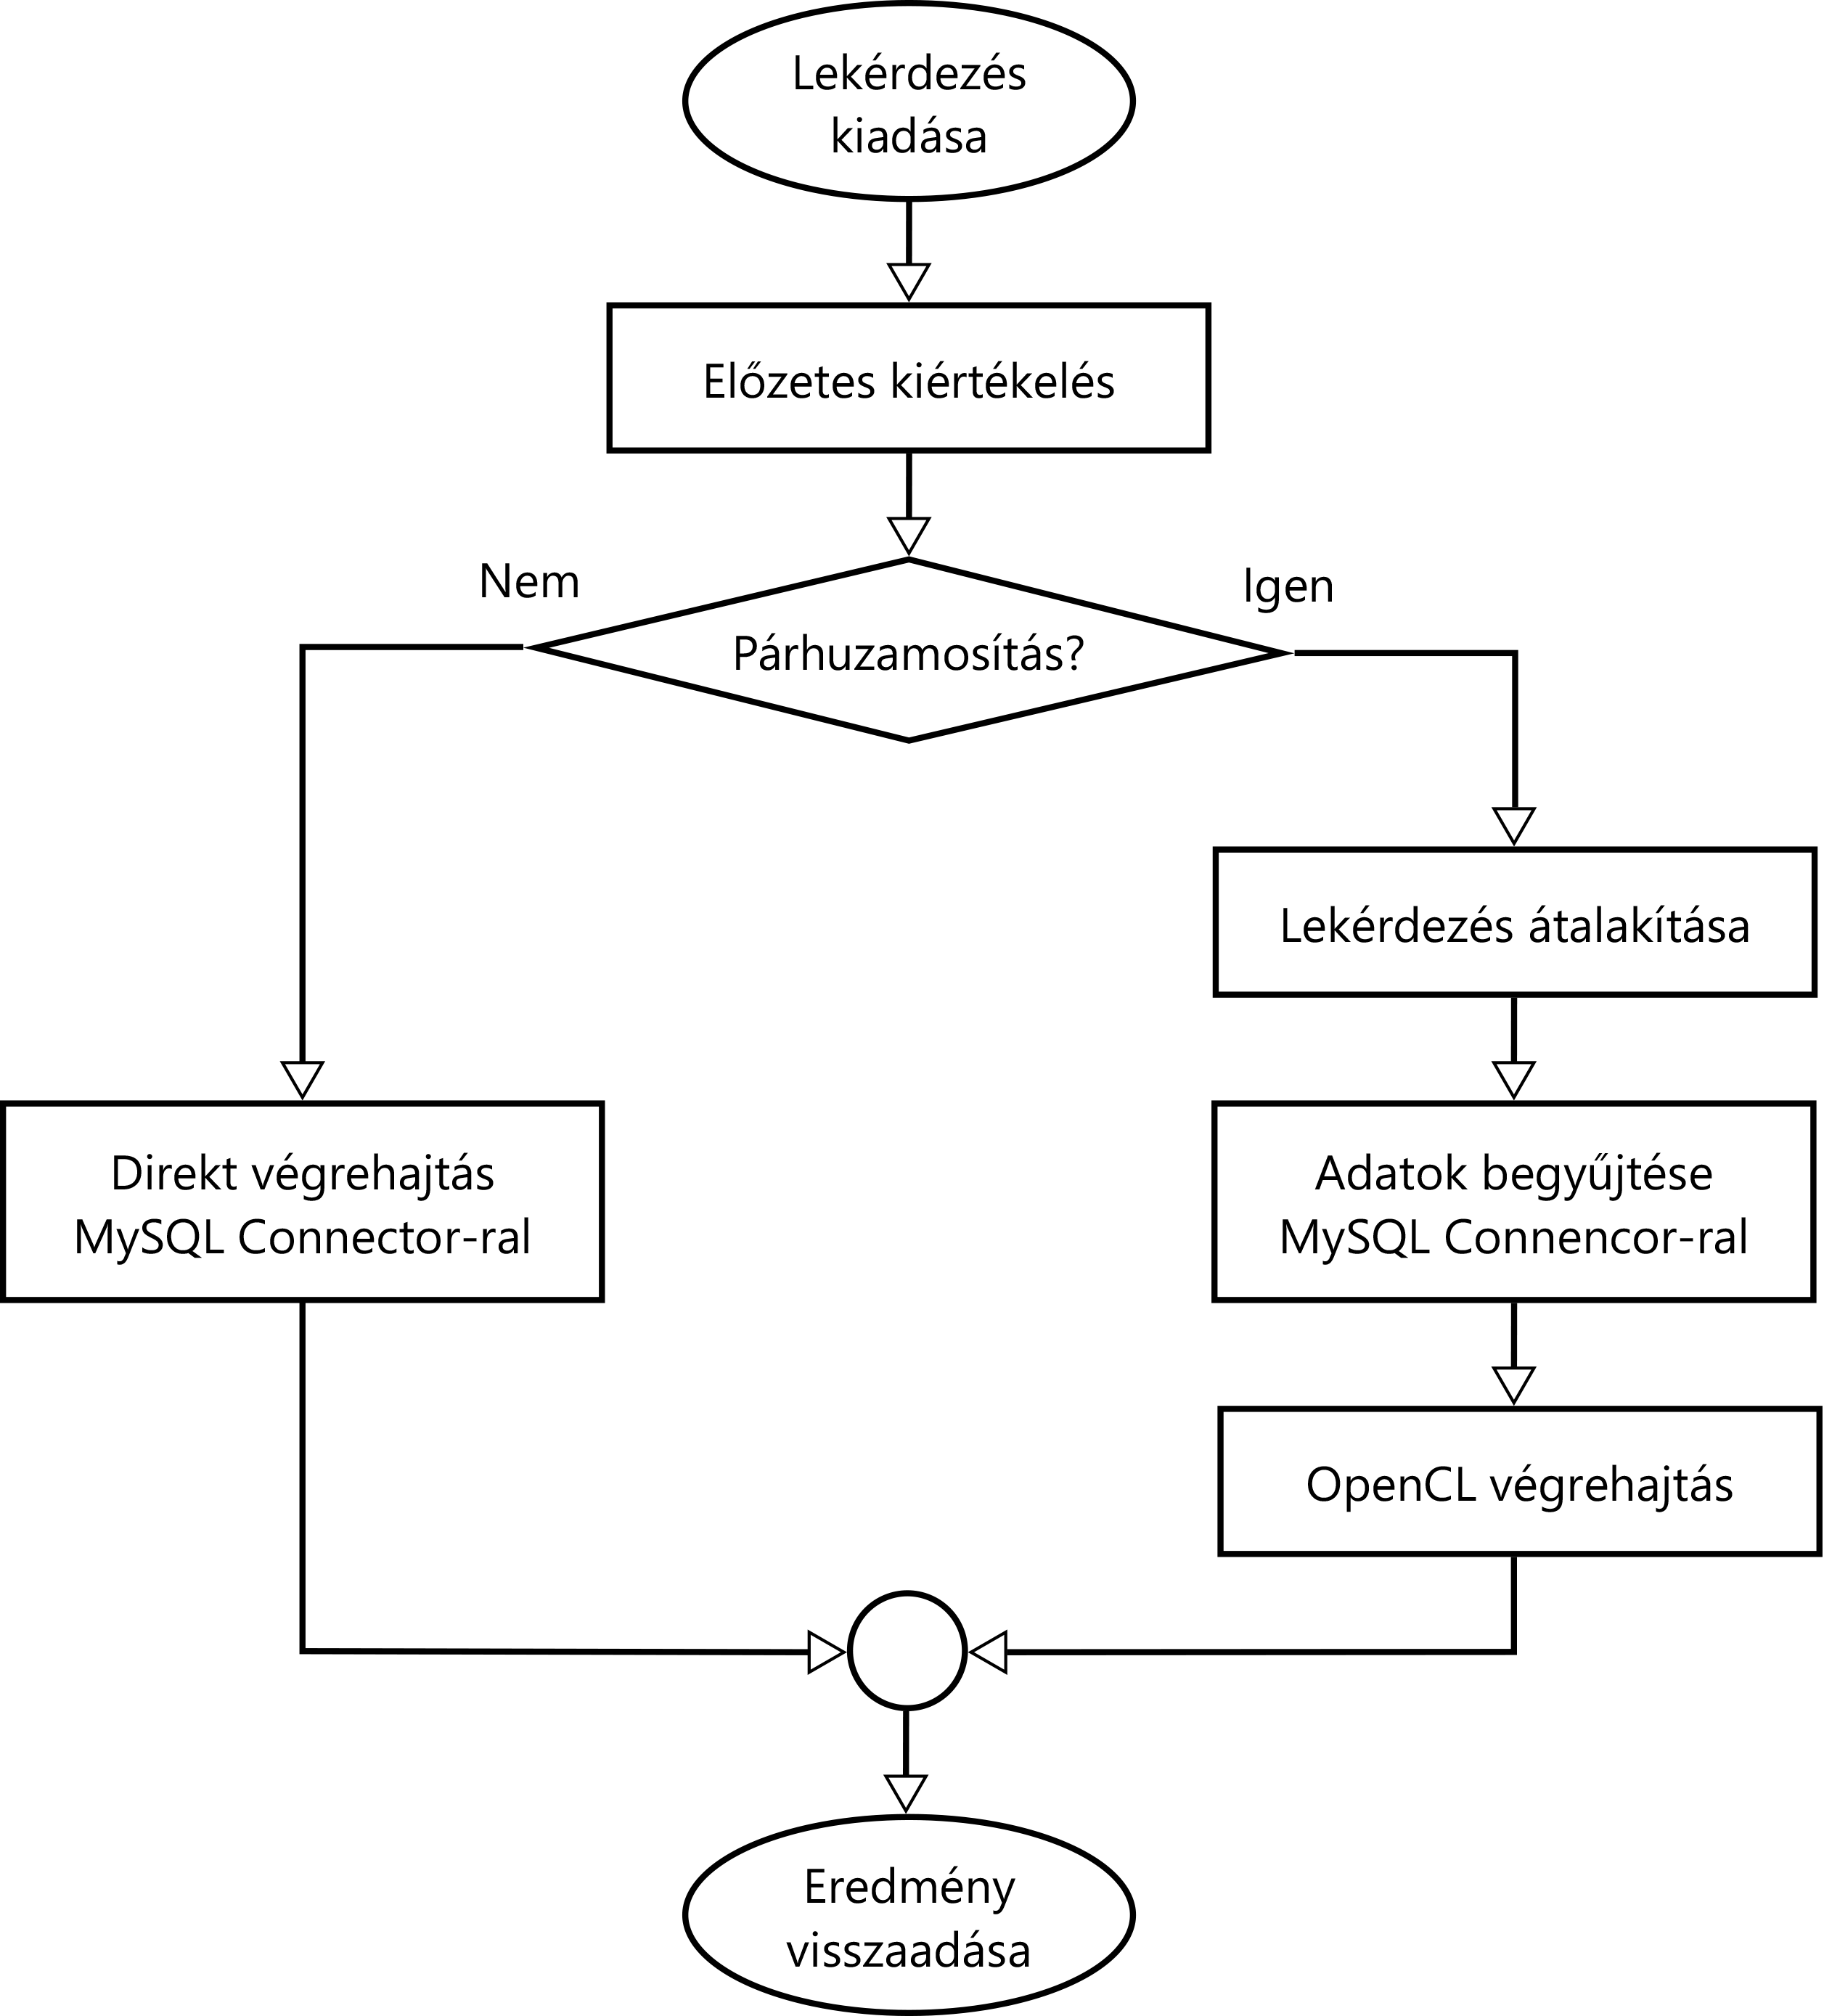 Lekérdezés
kiadása
Előzetes kiértékelés
Nem
Igen
Párhuzamosítás?
Lekérdezés átalakítása
Direkt végrehajtás
MySQL Connector-ral
Adatok begyűjtése
MySQL Connencor-ral
OpenCL végrehajtás
Eredmény
visszaadása